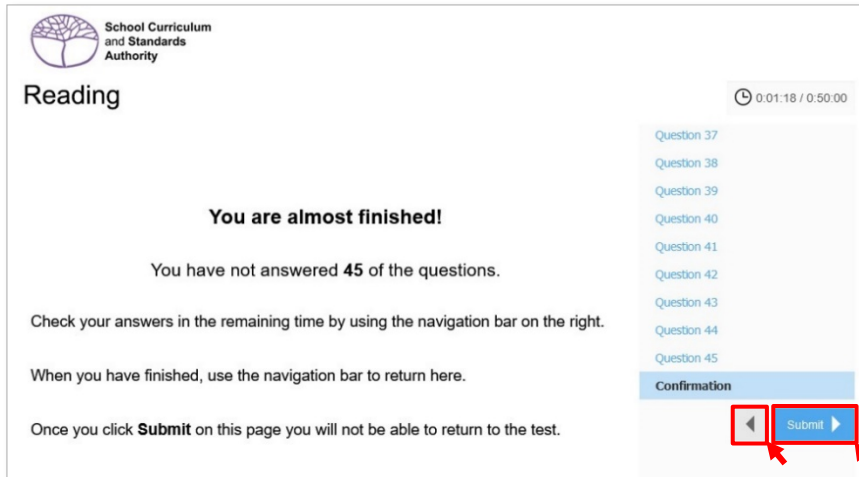 School Curriculum
and Standards
Authority
Reading
0:01:18 / 0:50:00
Question 37
Question 38
Question 39
Question 40
Question 41
Question 42
Question 43
Question 44
Question 45
Confirmation
Submit
You are almost finished!
You have not answered 45 of the questions.
Check your answers in the remaining time by using the navigation bar on the right.
When you have finished, use the navigation bar to return here.
Once you click Submit on this page you will not be able to return to the test.